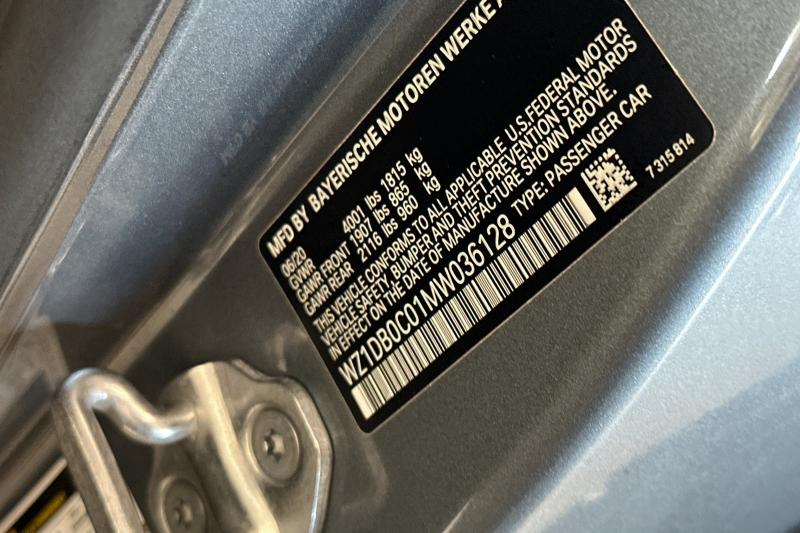 MFD BY BAYERISCHE MOTOREN WERKE
06/20
GVWR 4001 lbs 1815 kg
GAWR FRONT 1907 lbs 865 kg
GAWR REAR 2116 lbs 960 kg
THIS VEHICLE CONFORMS TO ALL APPLICABLE U.S.FEDERAL MOTOR
VEHICLE SAFETY, BUMPER AND THEFT PREVENTION STANDARDS
IN EFFECT ON THE DATE OF MANUFACTURE SHOWN ABOVE.
WZ1DB0C01MW036128 TYPE: PASSENGER CAR
7 315 814